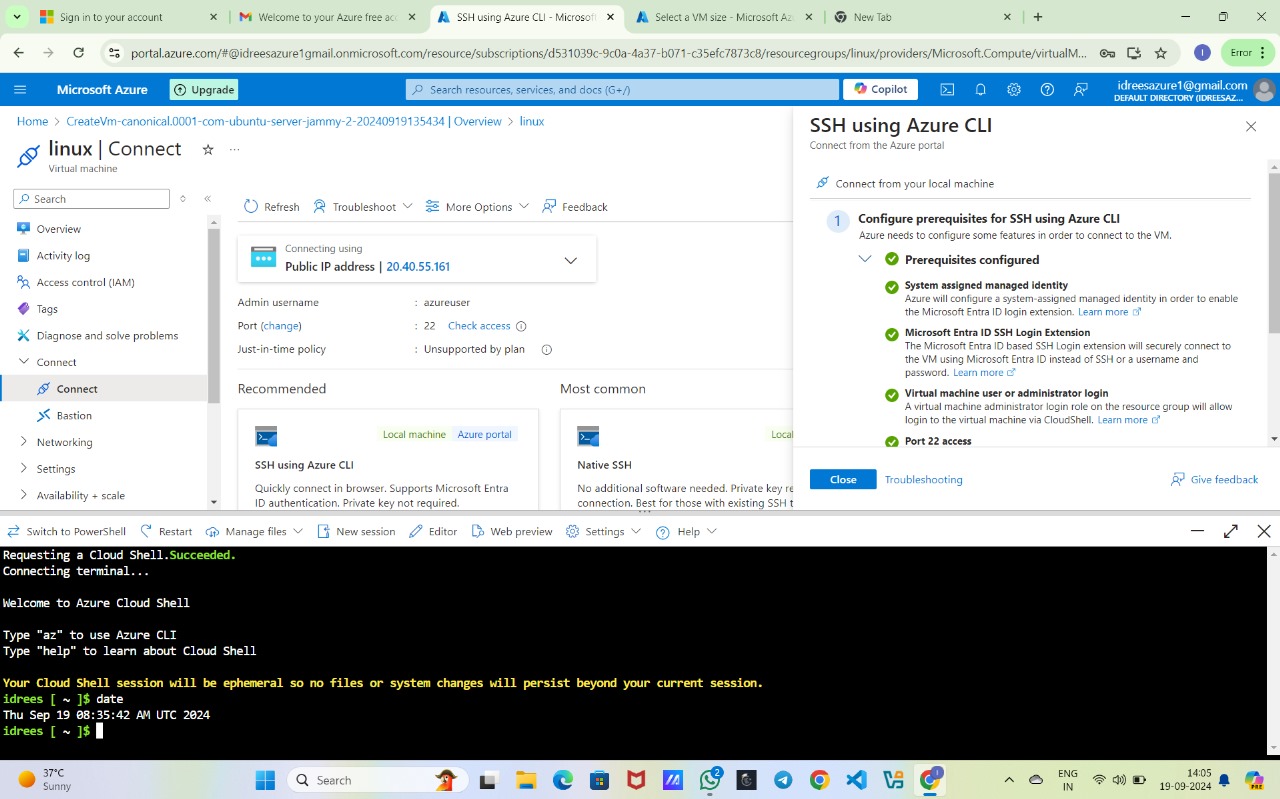 Sign in to your account
Welcome to your Azure free acc
SSH using Azure CLI - Microsoft
Select a VM size - Microsoft Az
New Tab
portal.azure.com/#@idreesazure1gmail.onmicrosoft.com/resource/subscriptions/d531039c-9c0a-4a37-b071-c35efc7873c8/resourcegroups/linux/providers/Microsoft.Compute/virtualM...
I
Error
Microsoft Azure
Upgrade
Search resources, services, and docs (G+/)
Copilot
idreesazure1@gmail.com
DEFAULT DIRECTORY (IDREESAZ...
Home > CreateVm-canonical.0001-com-ubuntu-server-jammy-2-20240919135434 | Overview > linux
linux | Connect
Virtual machine
Search
Overview
Activity log
Access control (IAM)
Tags
Diagnose and solve problems
Connect
Connect
Bastion
Networking
Settings
Availability + scale
Refresh
Troubleshoot
More Options
Feedback
Connecting using
Public IP address | 20.40.55.161
Admin username : azureuser
Port (change) : 22 Check access
Just-in-time policy : Unsupported by plan
Recommended
Local machine
Azure portal
SSH using Azure CLI
Quickly connect in browser. Supports Microsoft Entra
ID authentication. Private key not required.
Most common
Local
Native SSH
No additional software needed. Private key re
connection. Best for those with existing SSH t
SSH using Azure CLI
Connect from the Azure portal
Connect from your local machine
1
Configure prerequisites for SSH using Azure CLI
Azure needs to configure some features in order to connect to the VM.
Prerequisites configured
System assigned managed identity
Azure will configure a system-assigned managed identity in order to enable
the Microsoft Entra ID login extension. Learn more
Microsoft Entra ID SSH Login Extension
The Microsoft Entra ID based SSH Login extension will securely connect to
the VM using Microsoft Entra ID instead of SSH or a username and
password. Learn more
Virtual machine user or administrator login
A virtual machine administrator login role on the resource group will allow
login to the virtual machine via CloudShell. Learn more
Port 22 access
Close
Troubleshooting
Give feedback
Switch to PowerShell
Restart
Manage files
New session
Editor
Web preview
Settings
Help
Requesting a Cloud Shell.Succeeded.
Connecting terminal...
Welcome to Azure Cloud Shell
Type "az" to use Azure CLI
Type "help" to learn about Cloud Shell
Your Cloud Shell session will be ephemeral so no files or system changes will persist beyond your current session.
idrees [ ~ ]$ date
Thu Sep 19 08:35:42 AM UTC 2024
idrees [ ~ ]$
37°C
Sunny
Search
2
ENG
IN
14:05
19-09-2024
PRE